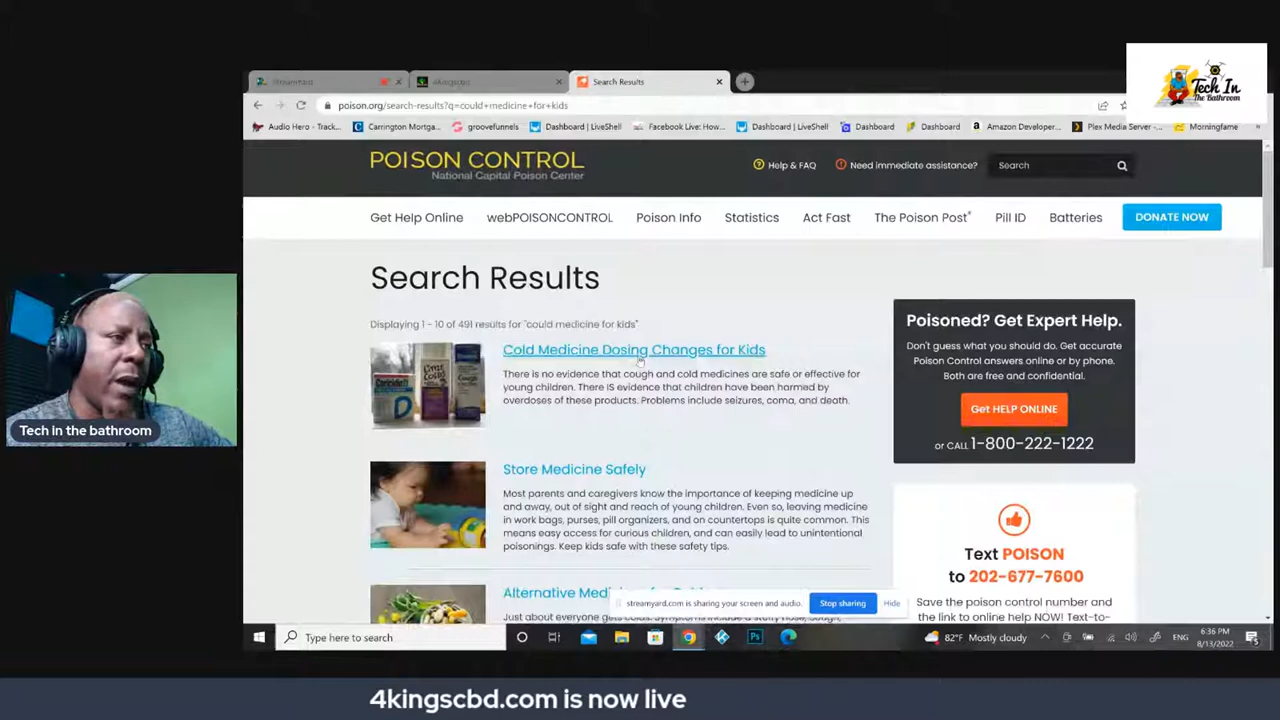 Tech In
The Bathroom
4Kingscbd
Search Results
poison.org/search-results?q=could+medicine+for+kids
Audio Hero - Track...
Carrington Mortga...
groovefunnels
Dashboard | LiveShell
Facebook Live: How...
Dashboard | LiveShell
Dashboard
Dashboard
Amazon Developer...
Plex Media Server -...
Morningfame
POISON CONTROL
National Capital Poison Center
Help & FAQ
Need immediate assistance?
Search
Get Help Online
webPOISONCONTROL
Poison Info
Statistics
Act Fast
The Poison Post®
Pill ID
Batteries
DONATE NOW
Search Results
Displaying 1 - 10 of 491 results for "could medicine for kids"
Cold Medicine Dosing Changes for Kids
There is no evidence that cough and cold medicines are safe or effective for
young children. There IS evidence that children have been harmed by
overdoses of these products. Problems include seizures, coma, and death.
Store Medicine Safely
Most parents and caregivers know the importance of keeping medicine up
and away, out of sight and reach of young children. Even so, leaving medicine
in work bags, purses, pill organizers, and on countertops is quite common. This
means easy access for curious children, and can easily lead to unintentional
poisonings. Keep kids safe with these safety tips.
Alternative Med
Just about everyone gets colds. Symptoms include a stuffy nose, cough,
Poisoned? Get Expert Help.
Don't guess what you should do. Get accurate
Poison Control answers online or by phone.
Both are free and confidential.
Get HELP ONLINE
or CALL 1-800-222-1222
Text POISON
to 202-677-7600
Save the poison control number and
the link to online help NOW! Text-to-
streamyard.com is sharing your screen and audio.
Stop sharing
Hide
Tech in the bathroom
Type here to search
82°F Mostly cloudy
ENG
6:36 PM
8/13/2022
4kingscbd.com is now live